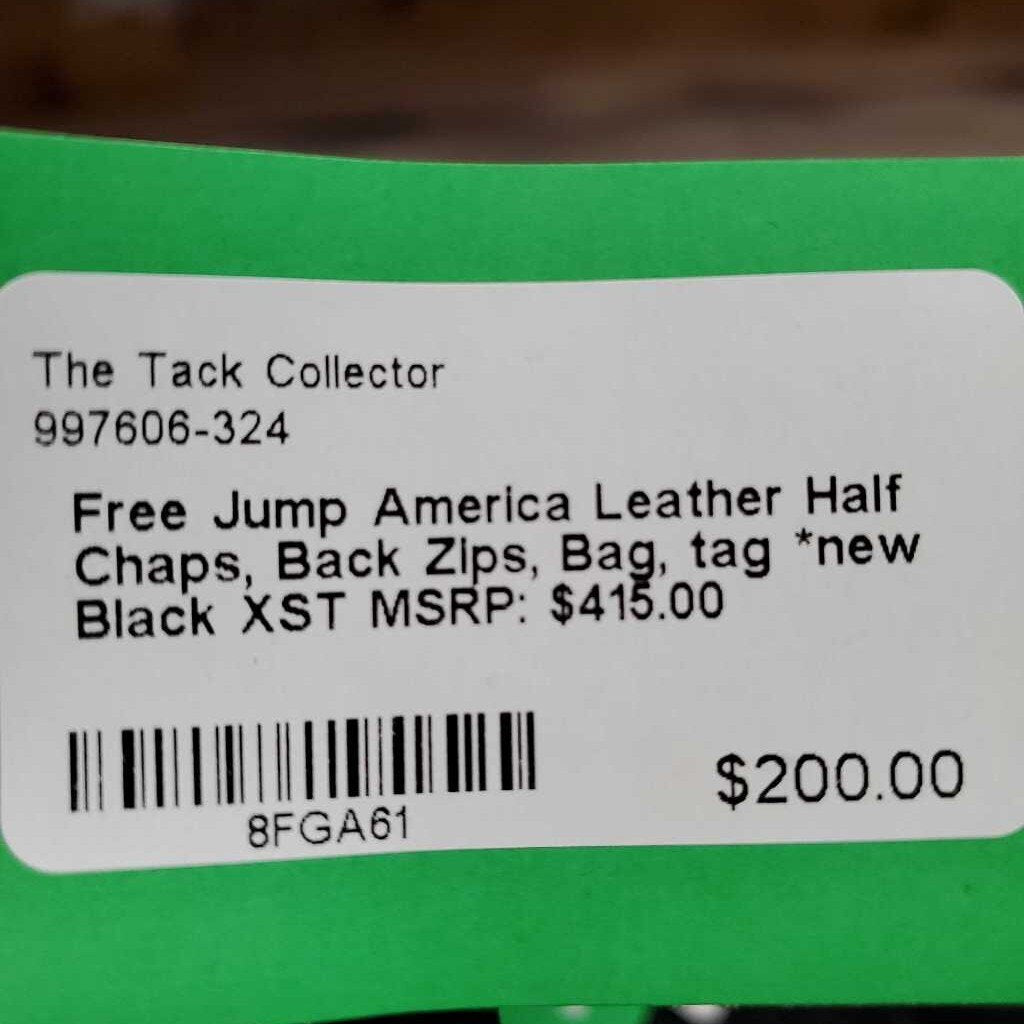 The Tack Collector
997606-324
Free Jump America Leather Half
Chaps, Back Zips, Bag, tag *new
Black XST MSRP: $415.00
8FGA61
$200.00